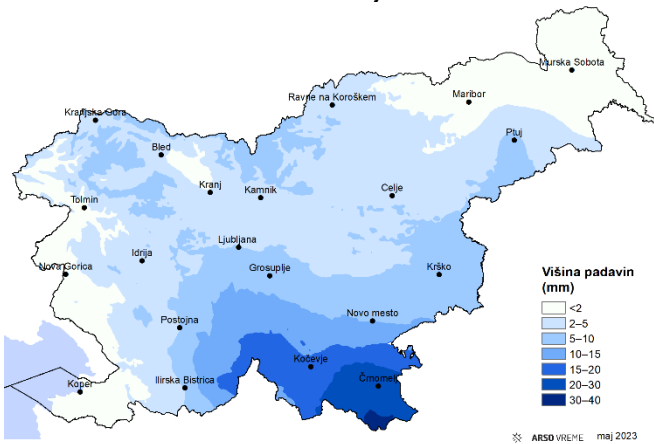 Murska Sobota
Maribor
Ravne na Koroškem
Kranjska Gora
Ptuj
Bled
Kranj
Kamnik
Celje
Tolmin
Ljubljana
Idrija
Grosuplje
Nova Gorica
Krško
Višina padavin
(mm)
<2
2–5
5–10
10–15
15–20
20–30
30–40
Novo mesto
Postojna
Kočevje
Koper
Ilirska Bistrica
Črnomelj
ARSO VREME maj 2023